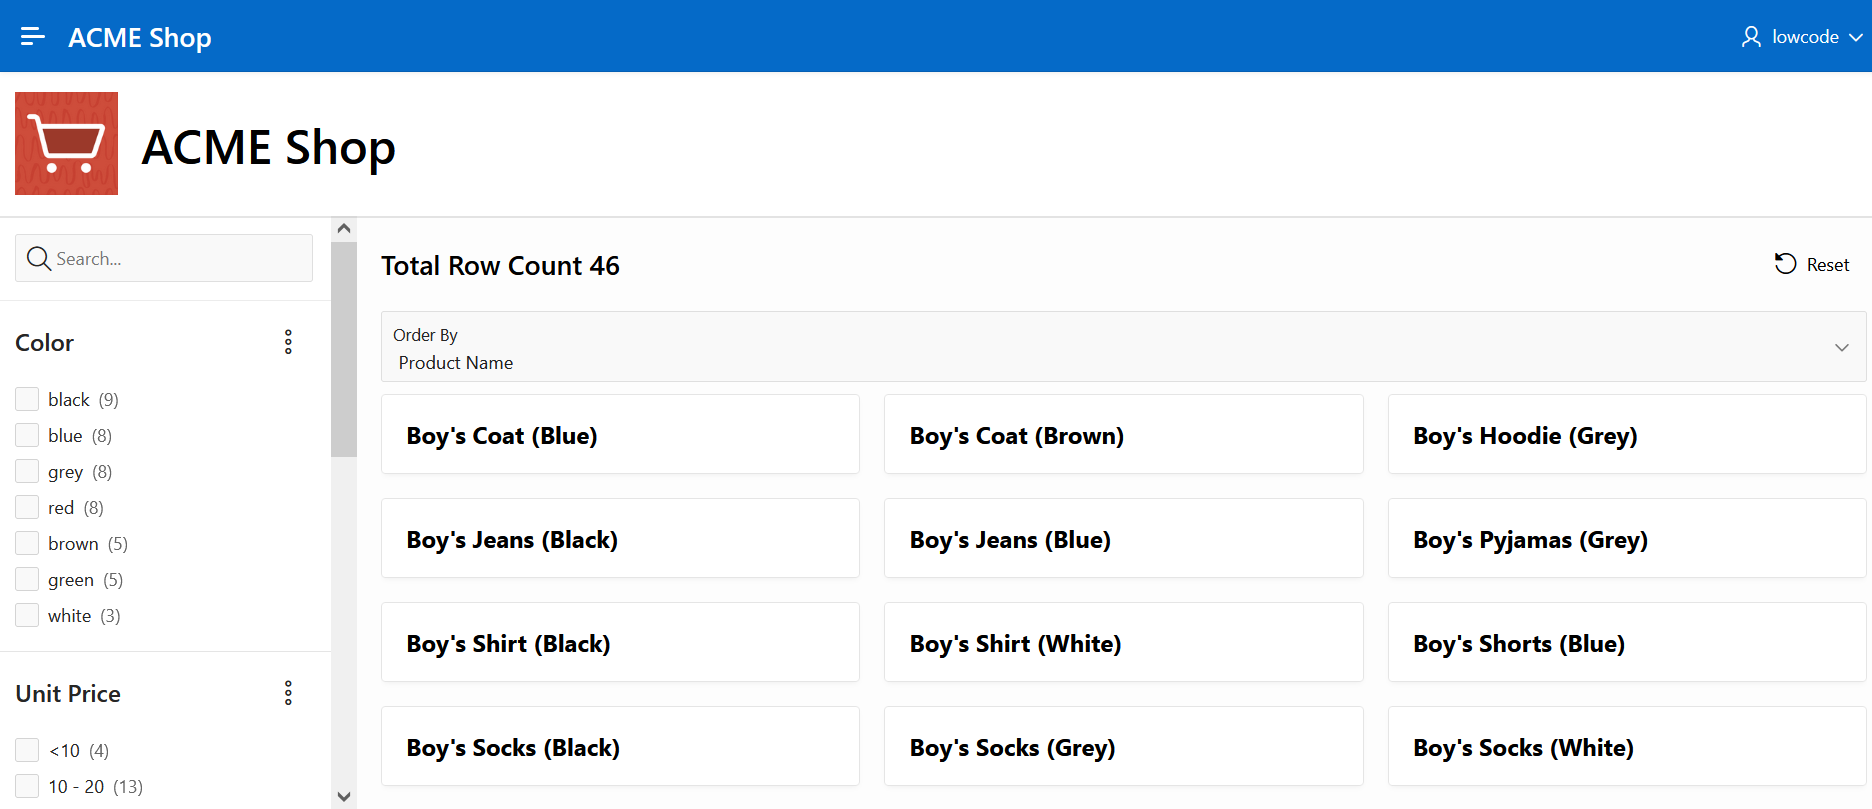 ACME Shop
lowcode
ACME Shop
Search...
Color
black (9)
blue (8)
grey (8)
red (8)
brown (5)
green (5)
white (3)
Unit Price
<10 (4)
10 - 20 (13)
Total Row Count 46
Reset
Order By
Product Name
Boy's Coat (Blue)
Boy's Coat (Brown)
Boy's Hoodie (Grey)
Boy's Jeans (Black)
Boy's Jeans (Blue)
Boy's Pyjamas (Grey)
Boy's Shirt (Black)
Boy's Shirt (White)
Boy's Shorts (Blue)
Boy's Socks (Black)
Boy's Socks (Grey)
Boy's Socks (White)